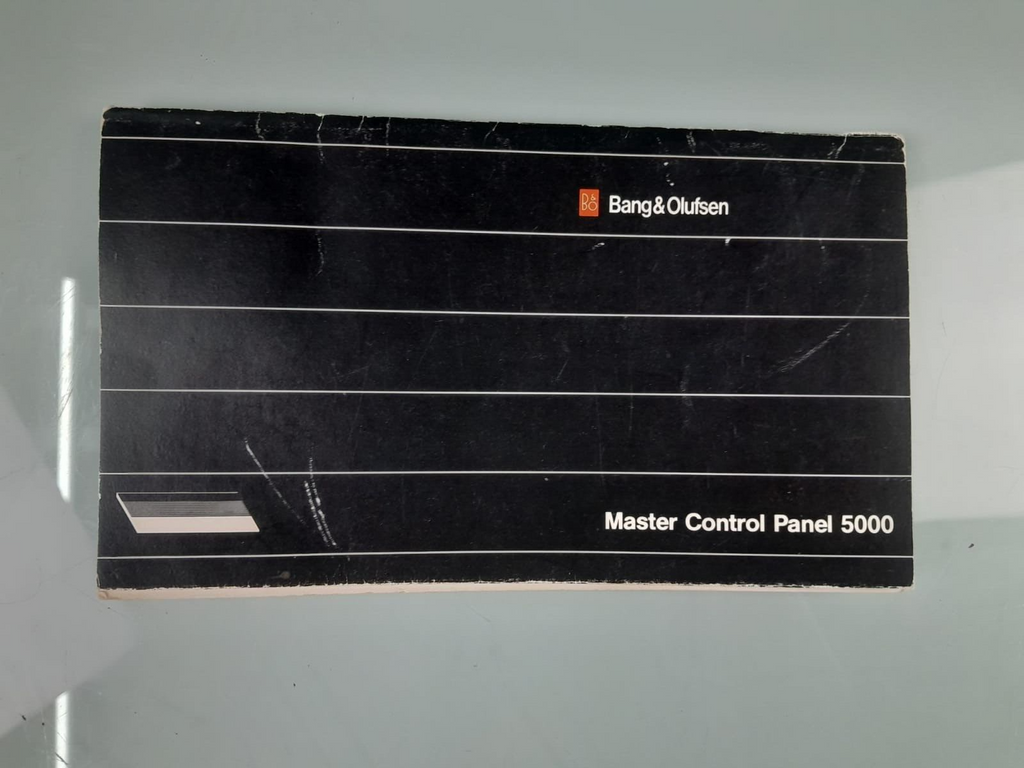 B&O Bang&Olufsen
Master Control Panel 5000